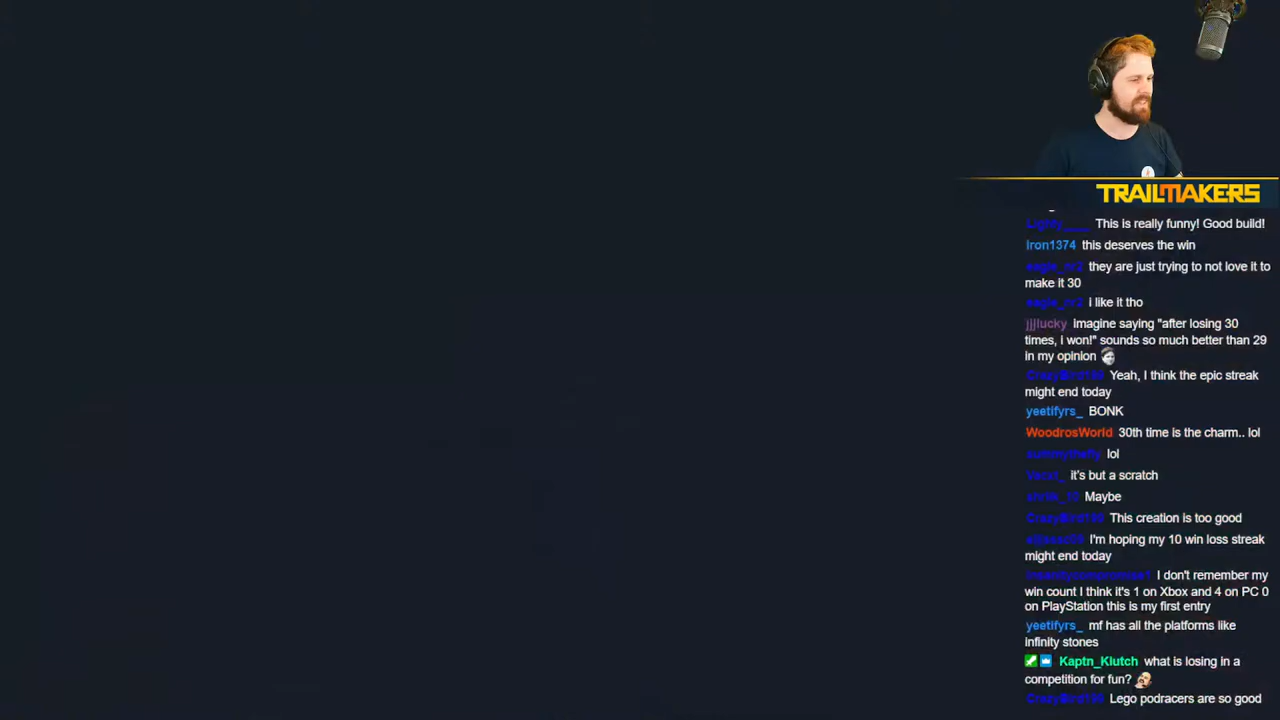 TRAILMAKERS
Lighty____ This is really funny! Good build!
Iron1374 this deserves the win
eagle_nr2 they are just trying to not love it to
make it 30
eagle_nr2 I like it tho
jjjlucky Imagine saying "after losing 30
times, i won!" sounds so much better than 29
in my opinion
Yeah, I think the epic streak
might end today
yeetifyrs_ BONK
WoodrosWorld 30th time is the charm.. lol
lol
it's but a scratch
Maybe
This creation is too good
I'm hoping my 10 win loss streak
might end today
I don't remember my
win count I think it's 1 on Xbox and 4 on PC 0
on PlayStation this is my first entry
yeetifyrs_ mf has all the platforms like
infinity stones
Kaptn_Klutch what is losing in a
competition for fun?
Lego podracers are so good